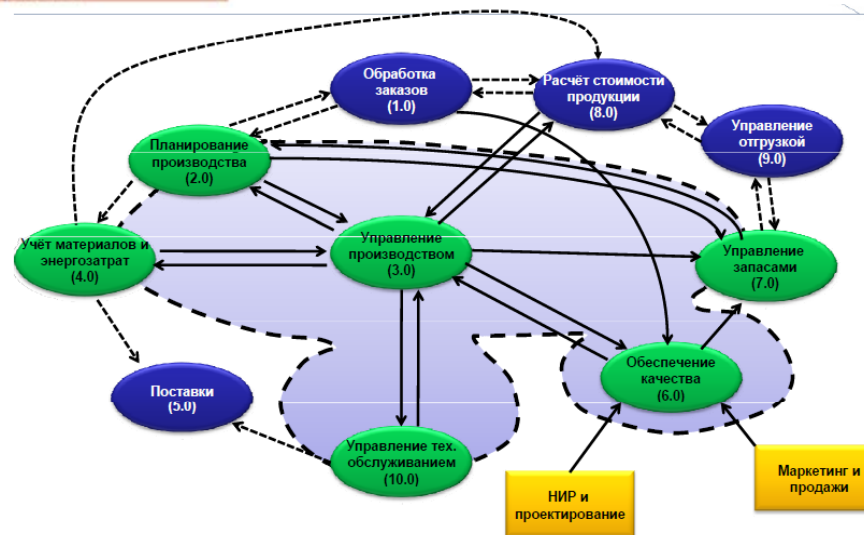 Обработка
заказов
(1.0)
Расчёт стоимости
продукции
(8.0)
Управление
отгрузкой
(9.0)
Планирование
производства
(2.0)
Учёт материалов и
энергозатрат
(4.0)
Управление
производством
(3.0)
Управление
запасами
(7.0)
Поставки
(5.0)
Обеспечение
качества
(6.0)
Управление тех.
обслуживанием
(10.0)
НИР и
проектирование
Маркетинг и
продажи